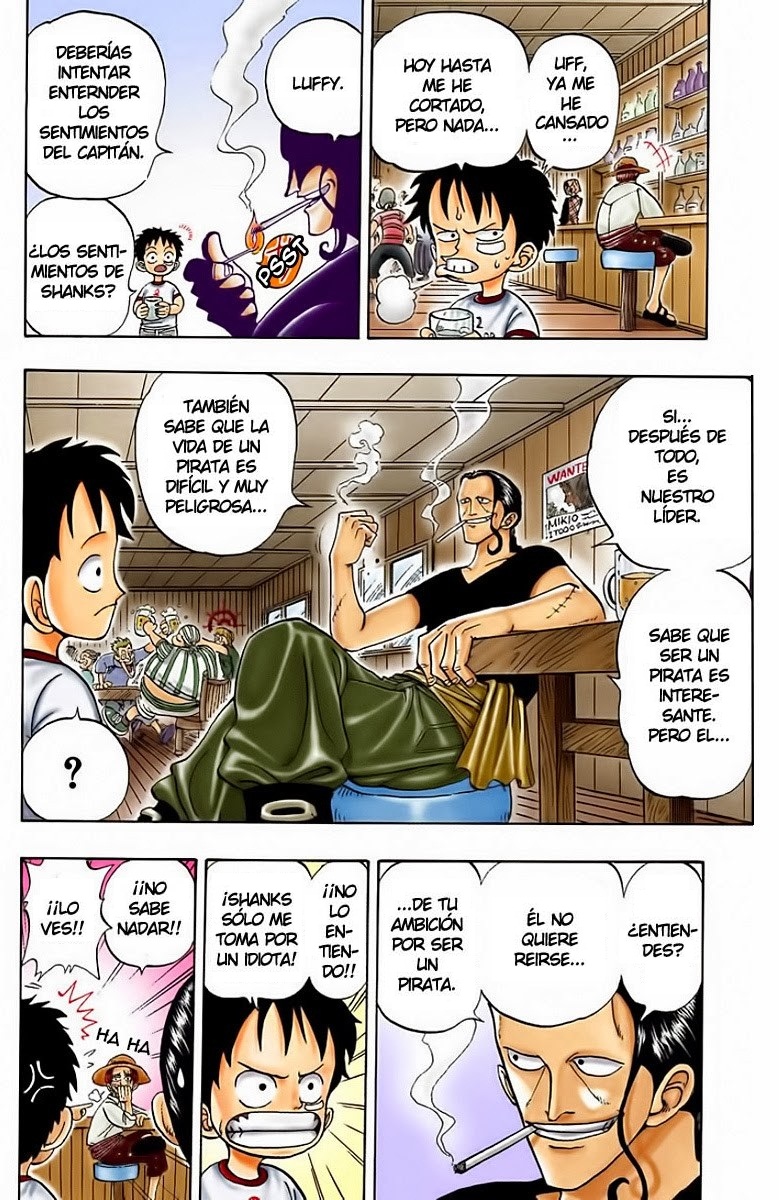 UFF,
YA ME
HE
CANSADO
...
HOY HASTA
ME HE
CORTADO,
PERO NADA...
LUFFY.
DEBERÍAS
INTENTAR
ENTERNDER
LOS
SENTIMIENTOS
DEL CAPITÁN.
PSST
¿LOS SENTI-
MIENTOS DE
SHANKS?
SI...
DESPUÉS DE
TODO,
ES
NUESTRO
LÍDER.
TAMBIÉN
SABE QUE LA
VIDA DE UN
PIRATA ES
DIFÍCIL Y MUY
PELIGROSA...
WANTE
MIKIO
SABE QUE
SER UN
PIRATA ES
INTERE-
SANTE.
PERO EL...
?
¿ENTIEN-
DES?
ÉL NO
QUIERE
REIRSE...
...DE TU
AMBICIÓN
POR SER
UN
PIRATA.
¡¡NO
LO
EN-
TIEN-
DO!!
¡SHANKS
SÓLO ME
TOMA POR
UN IDIOTA!
¡¡NO
SABE
NADAR!!
¡¡LO
VES!!
HA HA